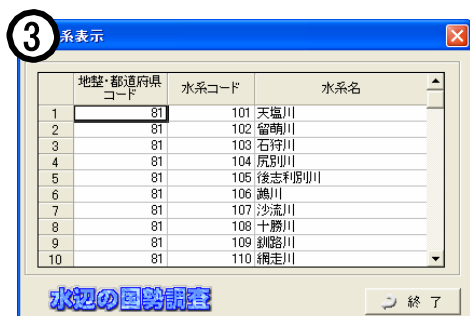 ③
系表示
地整・都道府県コード 水系コード 水系名
1 81 101 天塩川
2 81 102 留萌川
3 81 103 石狩川
4 81 104 尻別川
5 81 105 後志利別川
6 81 106 鵡川
7 81 107 沙流川
8 81 108 十勝川
9 81 109 釧路川
10 81 110 網走川
水辺の国勢調査 終了